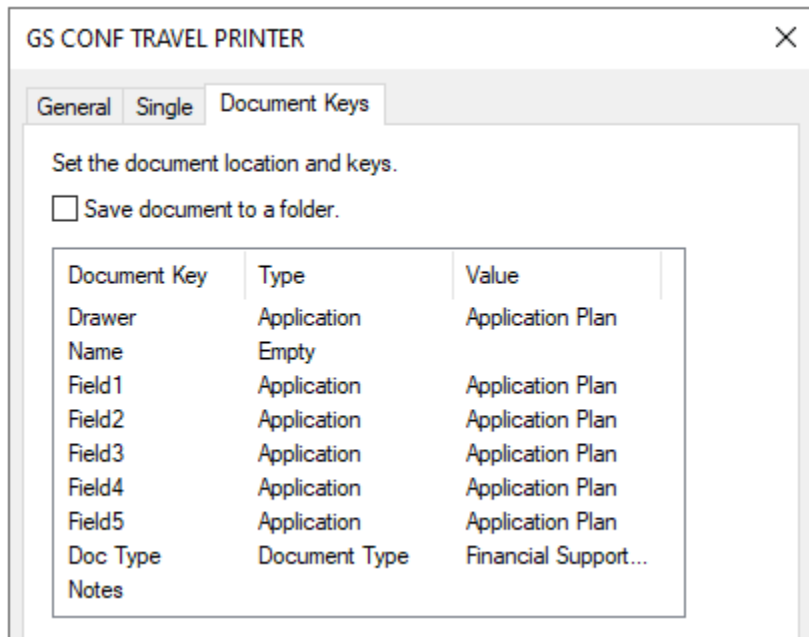 GS CONF TRAVEL PRINTER
General Single Document Keys
Set the document location and keys.
Save document to a folder.
Document Key Type Value
Drawer Application Application Plan
Name Empty
Field1 Application Application Plan
Field2 Application Application Plan
Field3 Application Application Plan
Field4 Application Application Plan
Field5 Application Application Plan
Doc Type Document Type Financial Support...
Notes